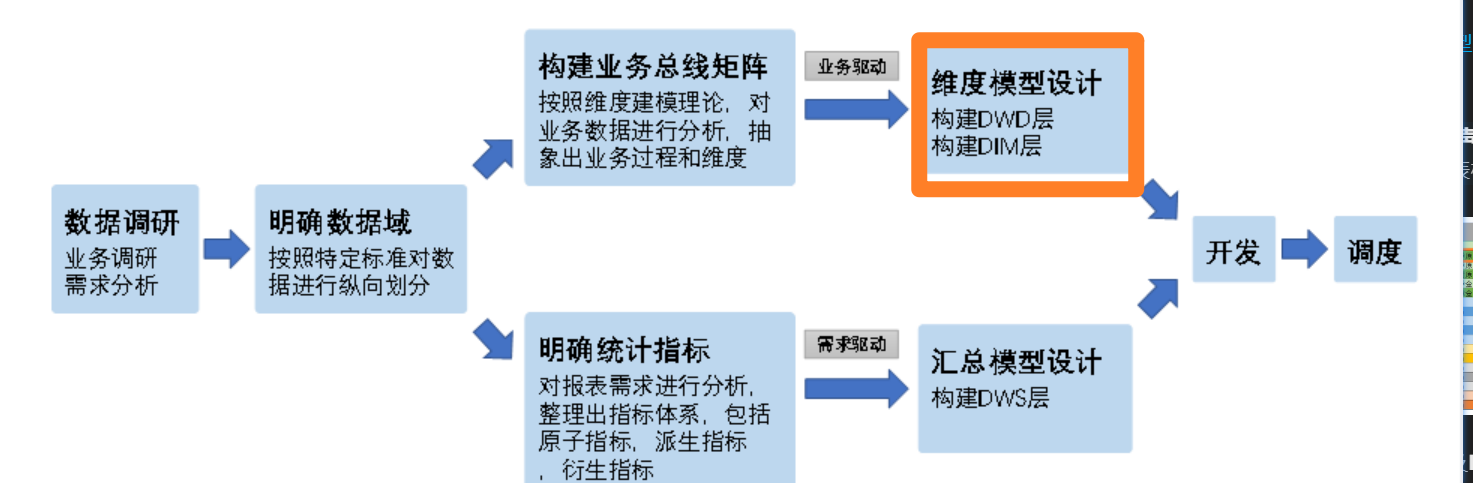 数据调研
业务调研
需求分析
明确数据域
按照特定标准对数
据进行纵向划分
构建业务总线矩阵
按照维度建模理论，对
业务数据进行分析，抽
象出业务过程和维度
业务驱动
维度模型设计
构建DWD层
构建DIM层
明确统计指标
对报表需求进行分析，
整理出指标体系，包括
原子指标，派生指标
，衍生指标
需求驱动
汇总模型设计
构建DWS层
开发
调度